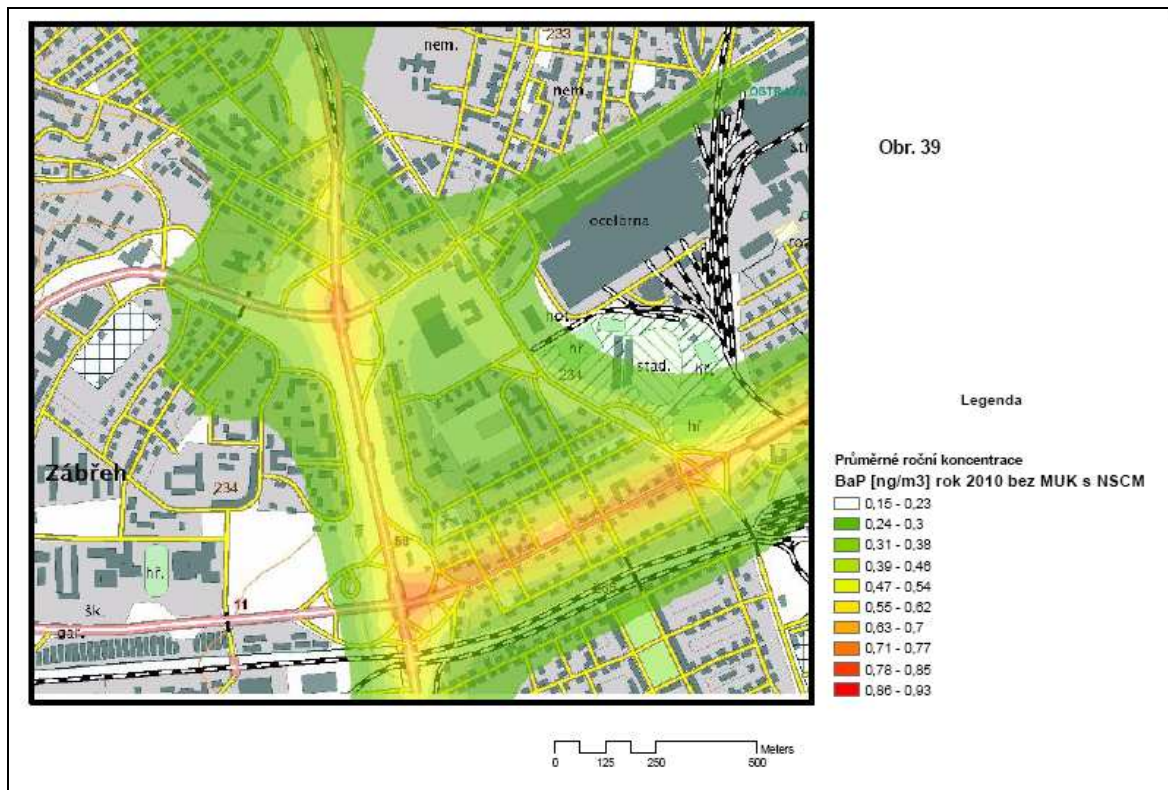 nem.
233
nem.
OSTRAVA
ocelárna
hř.
234
stad.
hř.
hř.
Zábřeh
234
58
hř.
11
šk.
gar.
Obr. 39
Legenda
Průměrné roční koncentrace
BaP [ng/m3] rok 2010 bez MUK s NSCM
0,15 - 0,23
0,24 - 0,3
0,31 - 0,38
0,39 - 0,46
0,47 - 0,54
0,55 - 0,62
0,63 - 0,7
0,71 - 0,77
0,78 - 0,85
0,86 - 0,93
Meters
0 125 250 500